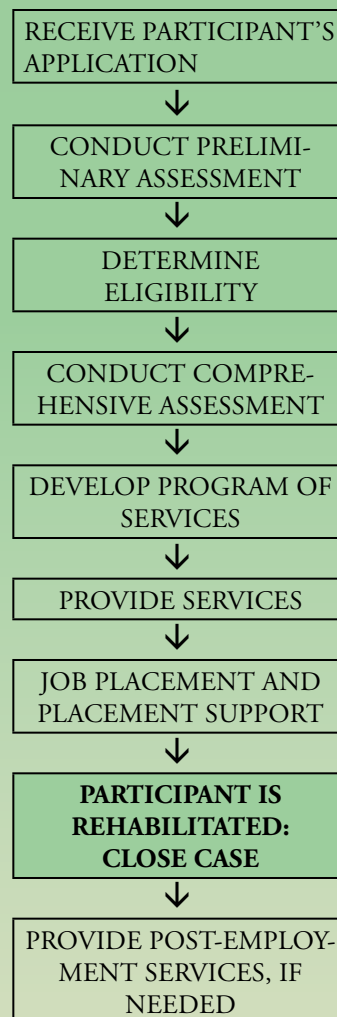 RECEIVE PARTICIPANT’S
APPLICATION
CONDUCT PRELIMI-
NARY ASSESSMENT
DETERMINE
ELIGIBILITY
CONDUCT COMPRE-
HENSIVE ASSESSMENT
DEVELOP PROGRAM OF
SERVICES
PROVIDE SERVICES
JOB PLACEMENT AND
PLACEMENT SUPPORT
PARTICIPANT IS
REHABILITATED:
CLOSE CASE
PROVIDE POST-EMPLOY-
MENT SERVICES, IF
NEEDED